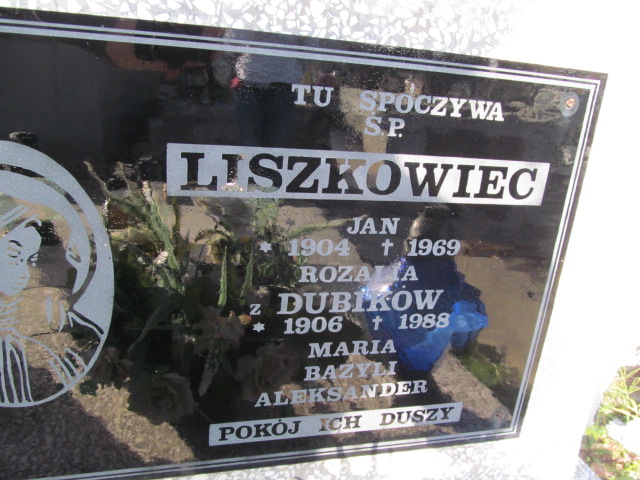 TU SPOCZYWA
S.P.
LISZKOWIEC
JAN
* 1904 † 1969
ROZALIA
Z DUBIKOW
* 1906 † 1988
MARIA
BAZYLI
ALEKSANDER
POKÓJ ICH DUSZY